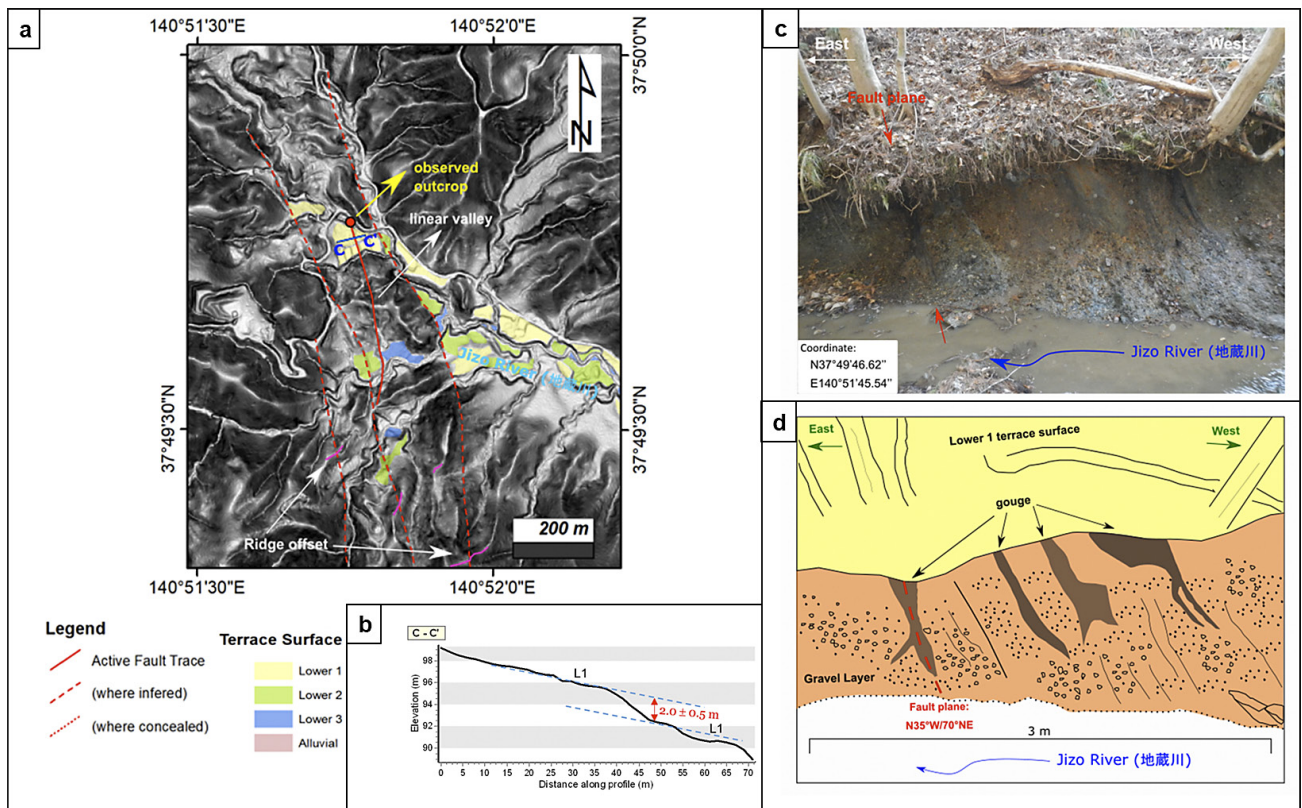 a
140°51'30"E
140°52'0"E
37°50'0"N
N
observed
outcrop
linear valley
C
C'
Jizo River (地蔵川)
37°49'30"N
37°49'30"N
Ridge offset
200 m
140°51'30"E
140°52'0"E
Legend
Active Fault Trace
(where infered)
(where concealed)
Terrace Surface
Lower 1
Lower 2
Lower 3
Alluvial
b
C - C'
Elevation (m)
98
96
94
92
90
L1
2.0 ± 0.5 m
L1
0 5 10 15 20 25 30 35 40 45 50 55 60 65 70
Distance along profile (m)
c
East
West
Fault plane
Coordinate:
N37°49'46.62"
E140°51'45.54"
Jizo River (地蔵川)
d
East
Lower 1 terrace surface
West
gouge
Gravel Layer
Fault plane:
N35°W/70°NE
3 m
Jizo River (地蔵川)